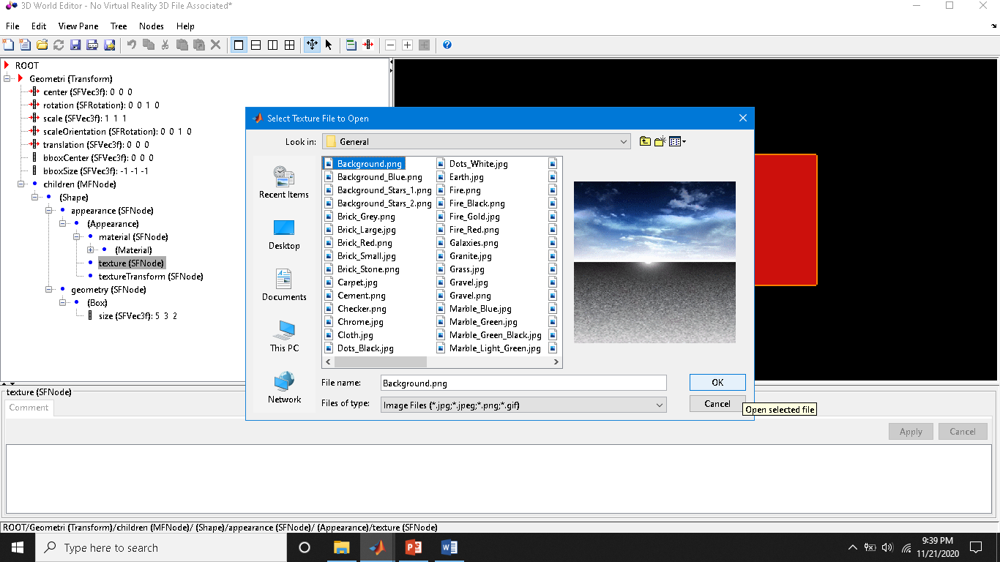 3D World Editor - No Virtual Reality 3D File Associated*
File Edit View Pane Tree Nodes Help
ROOT
Geometri (Transform)
center (SFVec3f): 0 0 0
rotation (SFRotation): 0 0 1 0
scale (SFVec3f): 1 1 1
scaleOrientation (SFRotation): 0 0 1 0
translation (SFVec3f): 0 0 0
bboxCenter (SFVec3f): 0 0 0
bboxSize (SFVec3f): -1 -1 -1
children (MFNode)
(Shape)
appearance (SFNode)
(Appearance)
material (SFNode)
(Material)
texture (SFNode)
textureTransform (SFNode)
geometry (SFNode)
(Box)
size (SFVec3f): 5 3 2
Select Texture File to Open
Look in: General
Recent Items
Desktop
Documents
This PC
Network
Background.png
Background_Blue.png
Background_Stars_1.png
Background_Stars_2.png
Brick_Grey.png
Brick_Large.jpg
Brick_Red.png
Brick_Small.jpg
Brick_Stone.png
Carpet.jpg
Cement.png
Checker.png
Chrome.jpg
Cloth.jpg
Dots_Black.jpg
Dots_White.jpg
Earth.jpg
Fire.png
Fire_Black.png
Fire_Gold.jpg
Fire_Red.png
Galaxies.png
Granite.jpg
Grass.jpg
Gravel.jpg
Gravel.png
Marble_Blue.jpg
Marble_Green.jpg
Marble_Green_Black.jpg
Marble_Light_Green.jpg
File name: Background.png
OK
Files of type: Image Files (*.jpg;*.jpeg;*.png;*.gif)
Cancel
Open selected file
texture (SFNode)
Comment
Apply Cancel
ROOT/Geometri (Transform)/children (MFNode)/ (Shape)/appearance (SFNode)/ (Appearance)/texture (SFNode)
Type here to search
9:39 PM
11/21/2020